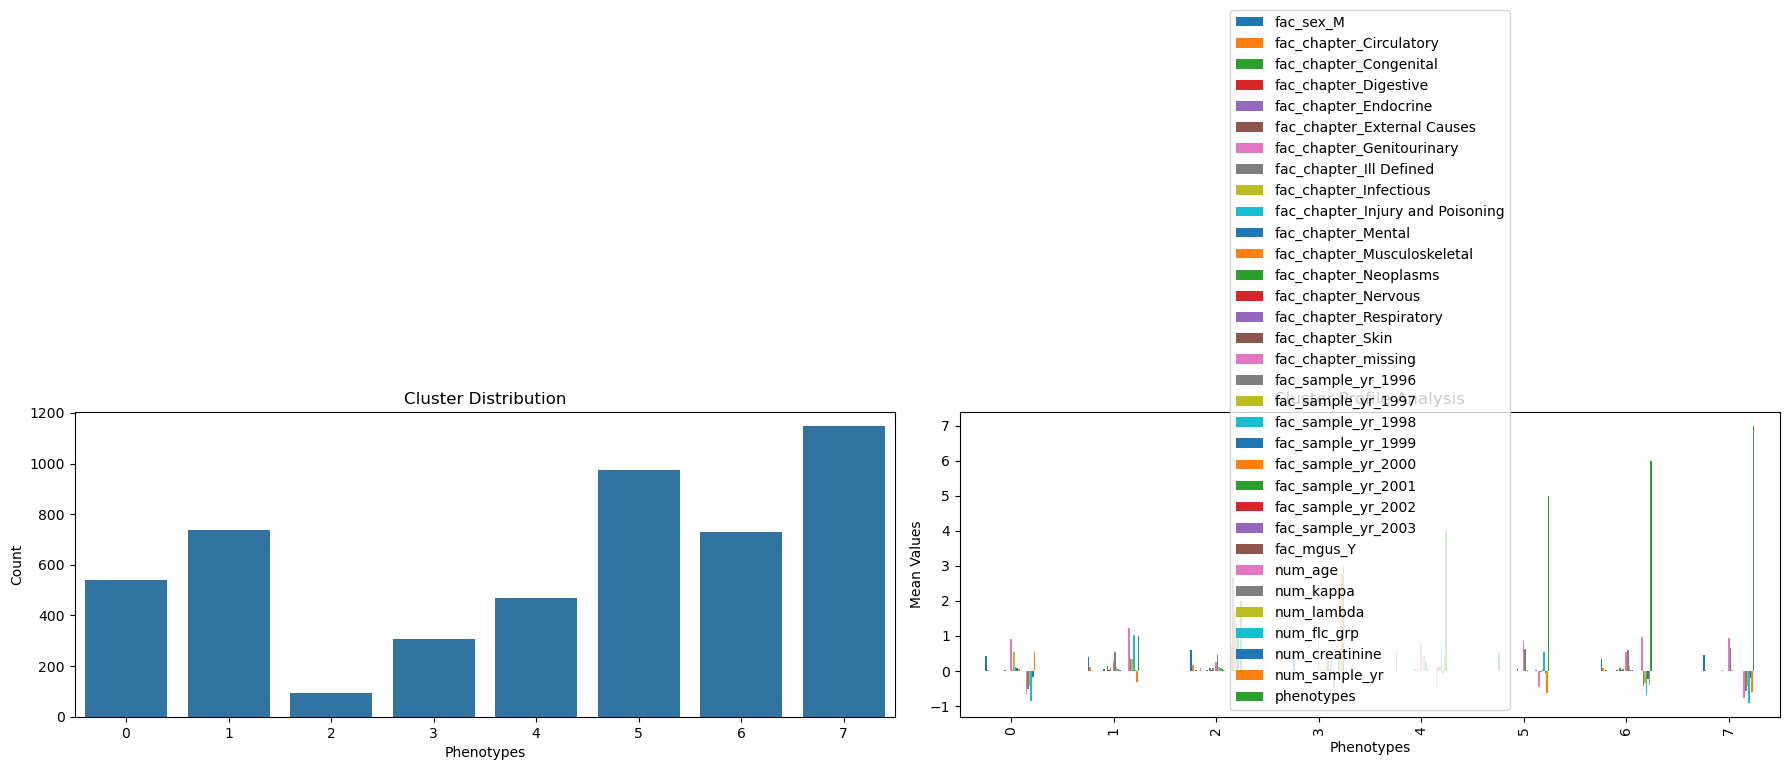 fac_sex_M
fac_chapter_Circulatory
fac_chapter_Congenital
fac_chapter_Digestive
fac_chapter_Endocrine
fac_chapter_External Causes
fac_chapter_Genitourinary
fac_chapter_Ill Defined
fac_chapter_Infectious
fac_chapter_Injury and Poisoning
fac_chapter_Mental
fac_chapter_Musculoskeletal
fac_chapter_Neoplasms
fac_chapter_Nervous
fac_chapter_Respiratory
fac_chapter_Skin
fac_chapter_missing
fac_sample_yr_1996
fac_sample_yr_1997
fac_sample_yr_1998
fac_sample_yr_1999
fac_sample_yr_2000
fac_sample_yr_2001
fac_sample_yr_2002
fac_sample_yr_2003
fac_mgus_Y
num_age
num_kappa
num_lambda
num_flc_grp
num_creatinine
num_sample_yr
phenotypes
Cluster Distribution
1200
1000
800
600
400
200
0
Count
0 1 2 3 4 5 6 7
Phenotypes
Cluster Profile Analysis
7
6
5
4
3
2
1
0
−1
Mean Values
0 1 2 3 4 5 6 7
Phenotypes